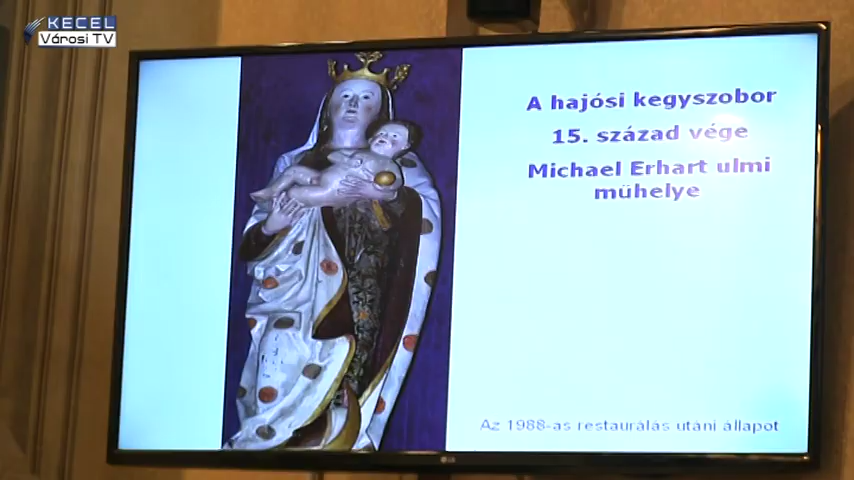 KECEL
Városi TV
A hajósi kegyszobor
15. század vége
Michael Erhart ulmi
műhelye
Az 1988-as restaurálás utáni állapot
LG